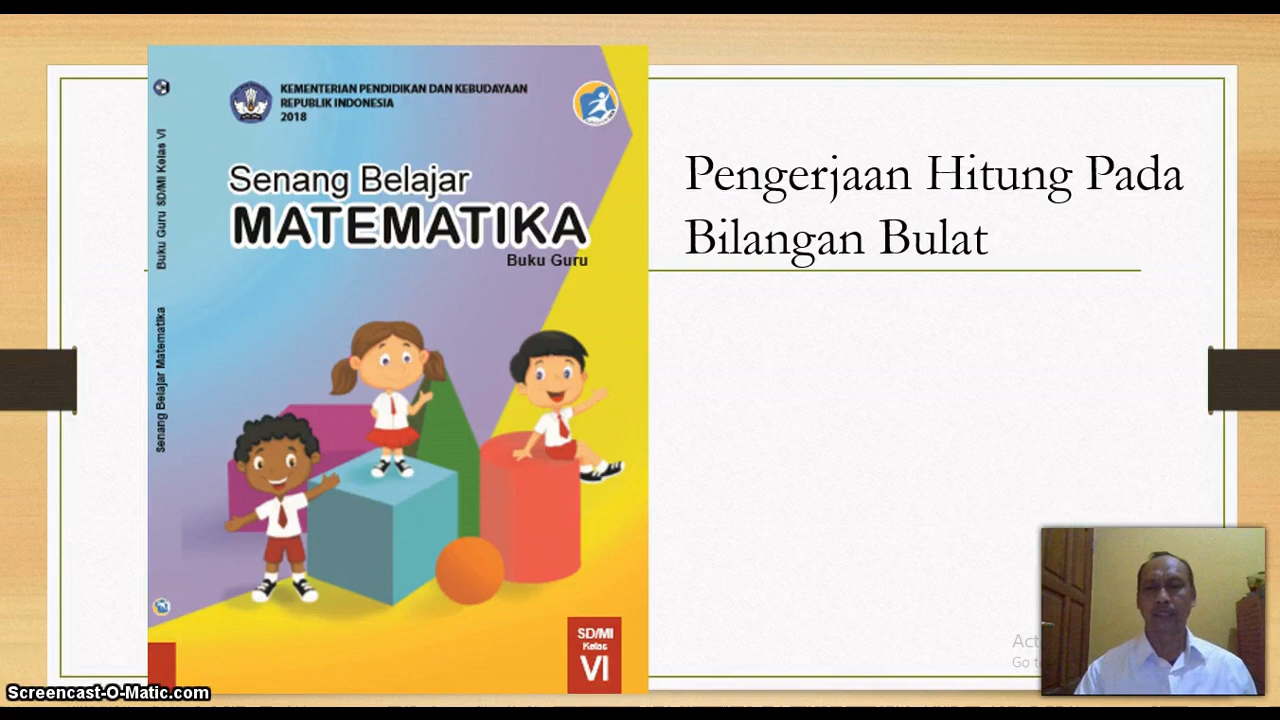 KEMENTERIAN PENDIDIKAN DAN KEBUDAYAAN
REPUBLIK INDONESIA
2018
Senang Belajar
MATEMATIKA
Buku Guru
Buku Guru SD/MI Kelas VI
Senang Belajar Matematika
SD/MI
Kelas
VI
Pengerjaan Hitung Pada
Bilangan Bulat
Screencast-O-Matic.com